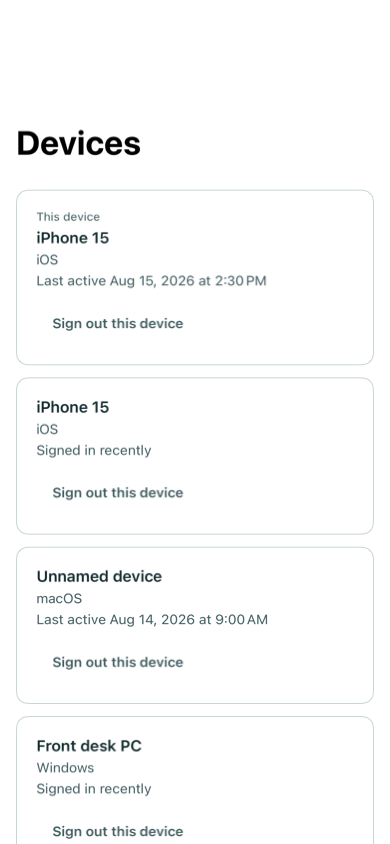 Devices
This device
iPhone 15
iOS
Last active Aug 15, 2026 at 2:30 PM
Sign out this device
iPhone 15
iOS
Signed in recently
Sign out this device
Unnamed device
macOS
Last active Aug 14, 2026 at 9:00 AM
Sign out this device
Front desk PC
Windows
Signed in recently
Sign out this device